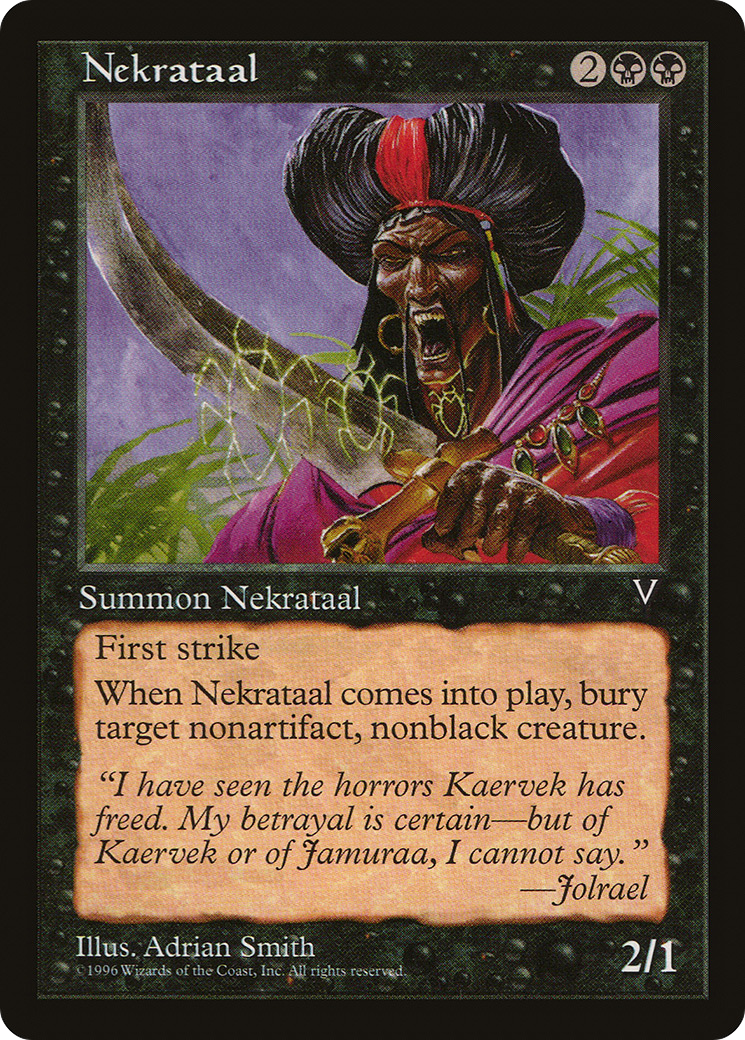 Nekrataal 2
Summon Nekrataal V
First strike
When Nekrataal comes into play, bury
target nonartifact, nonblack creature.
“I have seen the horrors Kaervek has
freed. My betrayal is certain—but of
Kaervek or of Jamuraa, I cannot say.”
—Jolrael
Illus. Adrian Smith
©1996 Wizards of the Coast, Inc. All rights reserved.
2/1